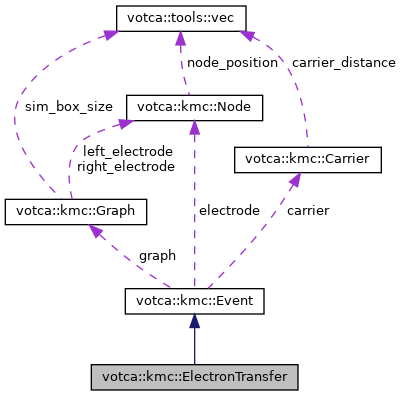 votca::tools::vec
node_position
carrier_distance
sim_box_size
votca::kmc::Node
left_electrode
right_electrode
votca::kmc::Carrier
votca::kmc::Graph
electrode
carrier
graph
votca::kmc::Event
votca::kmc::ElectronTransfer